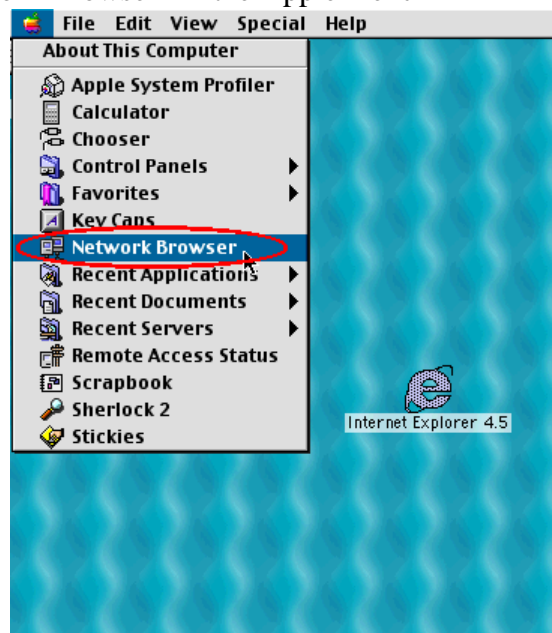 File Edit View Special Help
About This Computer
Apple System Profiler
Calculator
Chooser
Control Panels
Favorites
Key Caps
Network Browser
Recent Applications
Recent Documents
Recent Servers
Remote Access Status
Scrapbook
Sherlock 2
Stickies
Internet Explorer 4.5